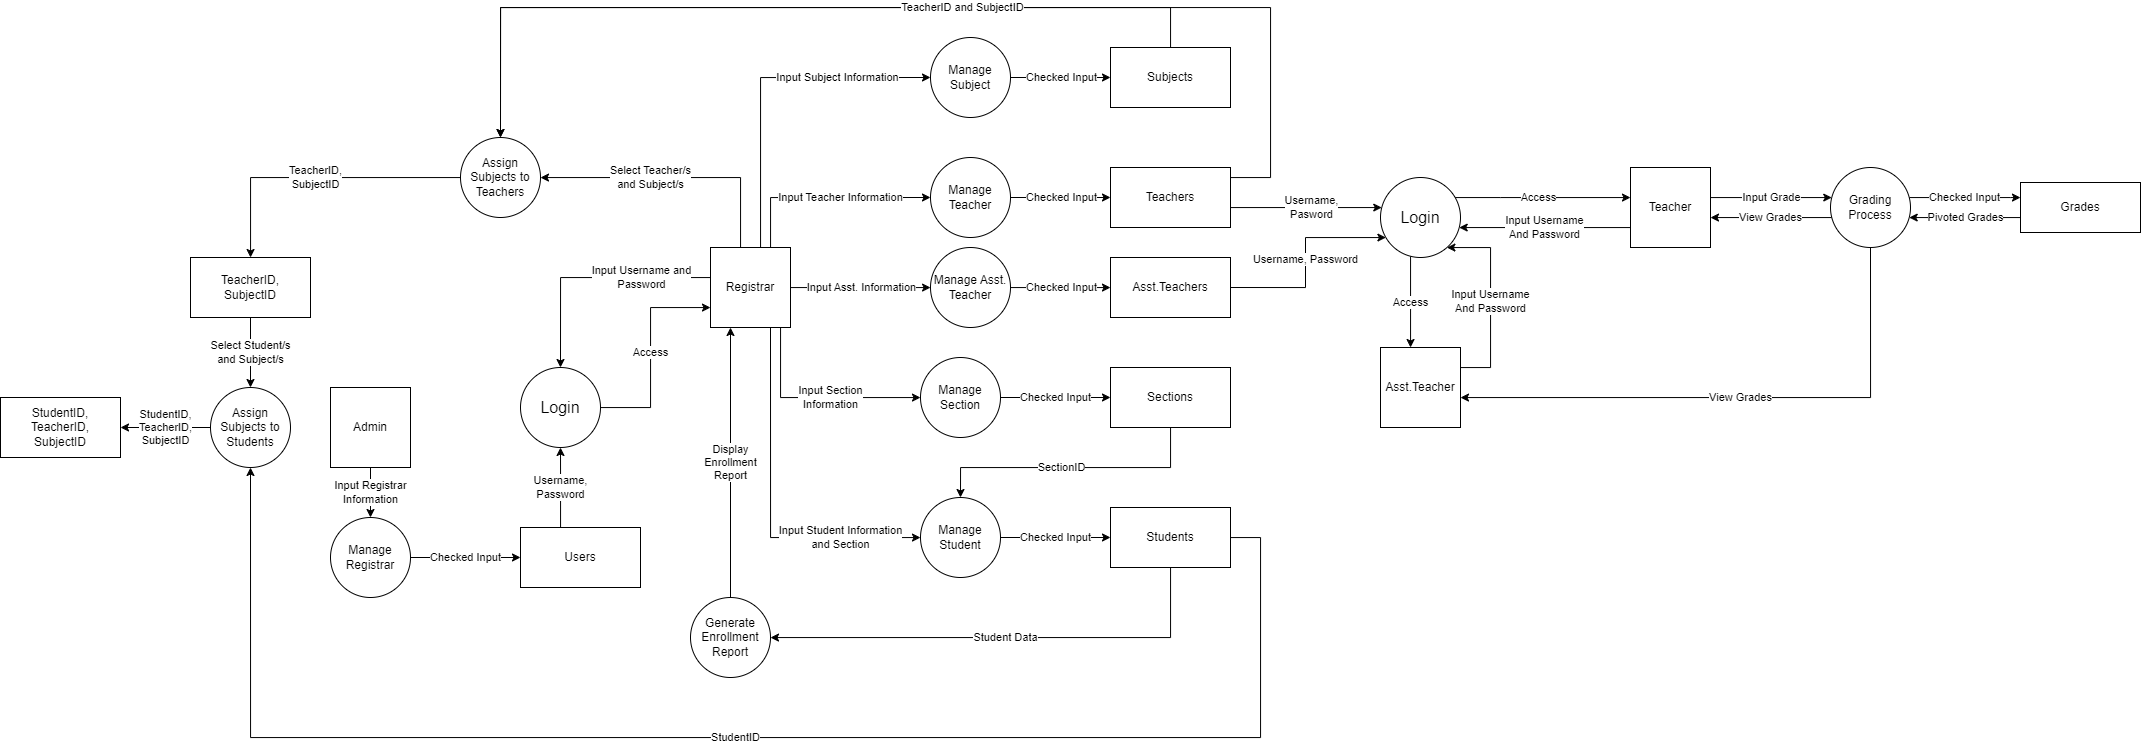 TeacherID and SubjectID
Input Subject Information
Manage
Subject
Checked Input
Subjects
Assign
Subjects to
Teachers
TeacherID,
SubjectID
Select Teacher/s
and Subject/s
Input Teacher Information
Manage
Teacher
Checked Input
Teachers
Username,
Pasword
Login
Access
Input Username
And Password
Teacher
Input Grade
View Grades
Grading
Process
Checked Input
Pivoted Grades
Grades
TeacherID,
SubjectID
Input Username and
Password
Registrar
Input Asst. Information
Manage Asst.
Teacher
Checked Input
Asst.Teachers
Username, Password
Access
Input Username
And Password
Select Student/s
and Subject/s
Access
Asst.Teacher
View Grades
StudentID,
TeacherID,
SubjectID
StudentID,
TeacherID,
SubjectID
Assign
Subjects to
Students
Admin
Login
Input Section
Information
Manage
Section
Checked Input
Sections
Input Registrar
Information
Username,
Password
Display
Enrollment
Report
SectionID
Manage
Registrar
Checked Input
Users
Input Student Information
and Section
Manage
Student
Checked Input
Students
Generate
Enrollment
Report
Student Data
StudentID